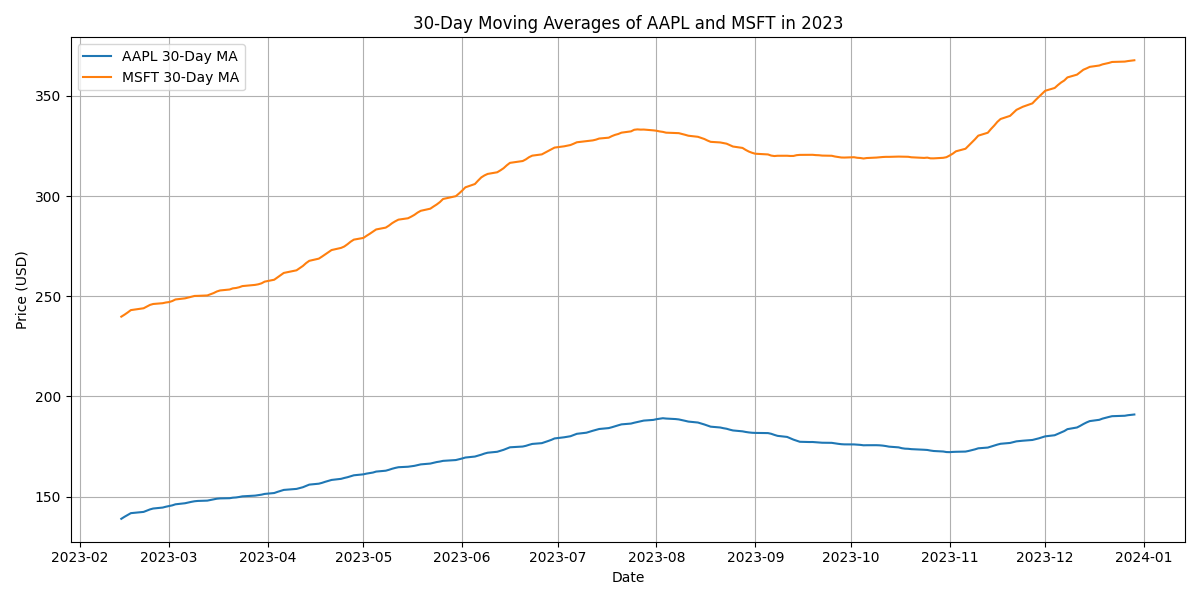 30-Day Moving Averages of AAPL and MSFT in 2023
AAPL 30-Day MA
MSFT 30-Day MA
Price (USD)
350
300
250
200
150
2023-02 2023-03 2023-04 2023-05 2023-06 2023-07 2023-08 2023-09 2023-10 2023-11 2023-12 2024-01
Date